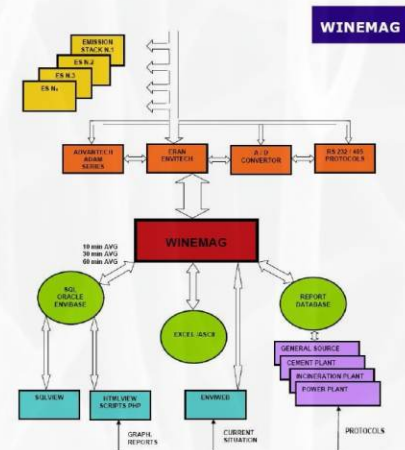 WINEMAG
EMISSION
STACK N.1
ES N.2
ES N.3
ADVANTECH
ADAM
SERIES
ERAN
ENVITECH
A / D
CONVERTOR
RS 232 / 485
PROTOCOLS
WINEMAG
10 min AVG
30 min AVG
60 min AVG
SQL
ORACLE
ENVIBASE
EXCEL /ASCII
REPORT
DATABASE
GENERAL SOURCE
CEMENT PLANT
INCINERATION PLANT
POWER PLANT
SQLVIEW
HTMLVIEW
SCRIPTS PHP
ENVIWEB
GRAPH.
REPORTS
CURRENT
SITUATION
PROTOCOLS